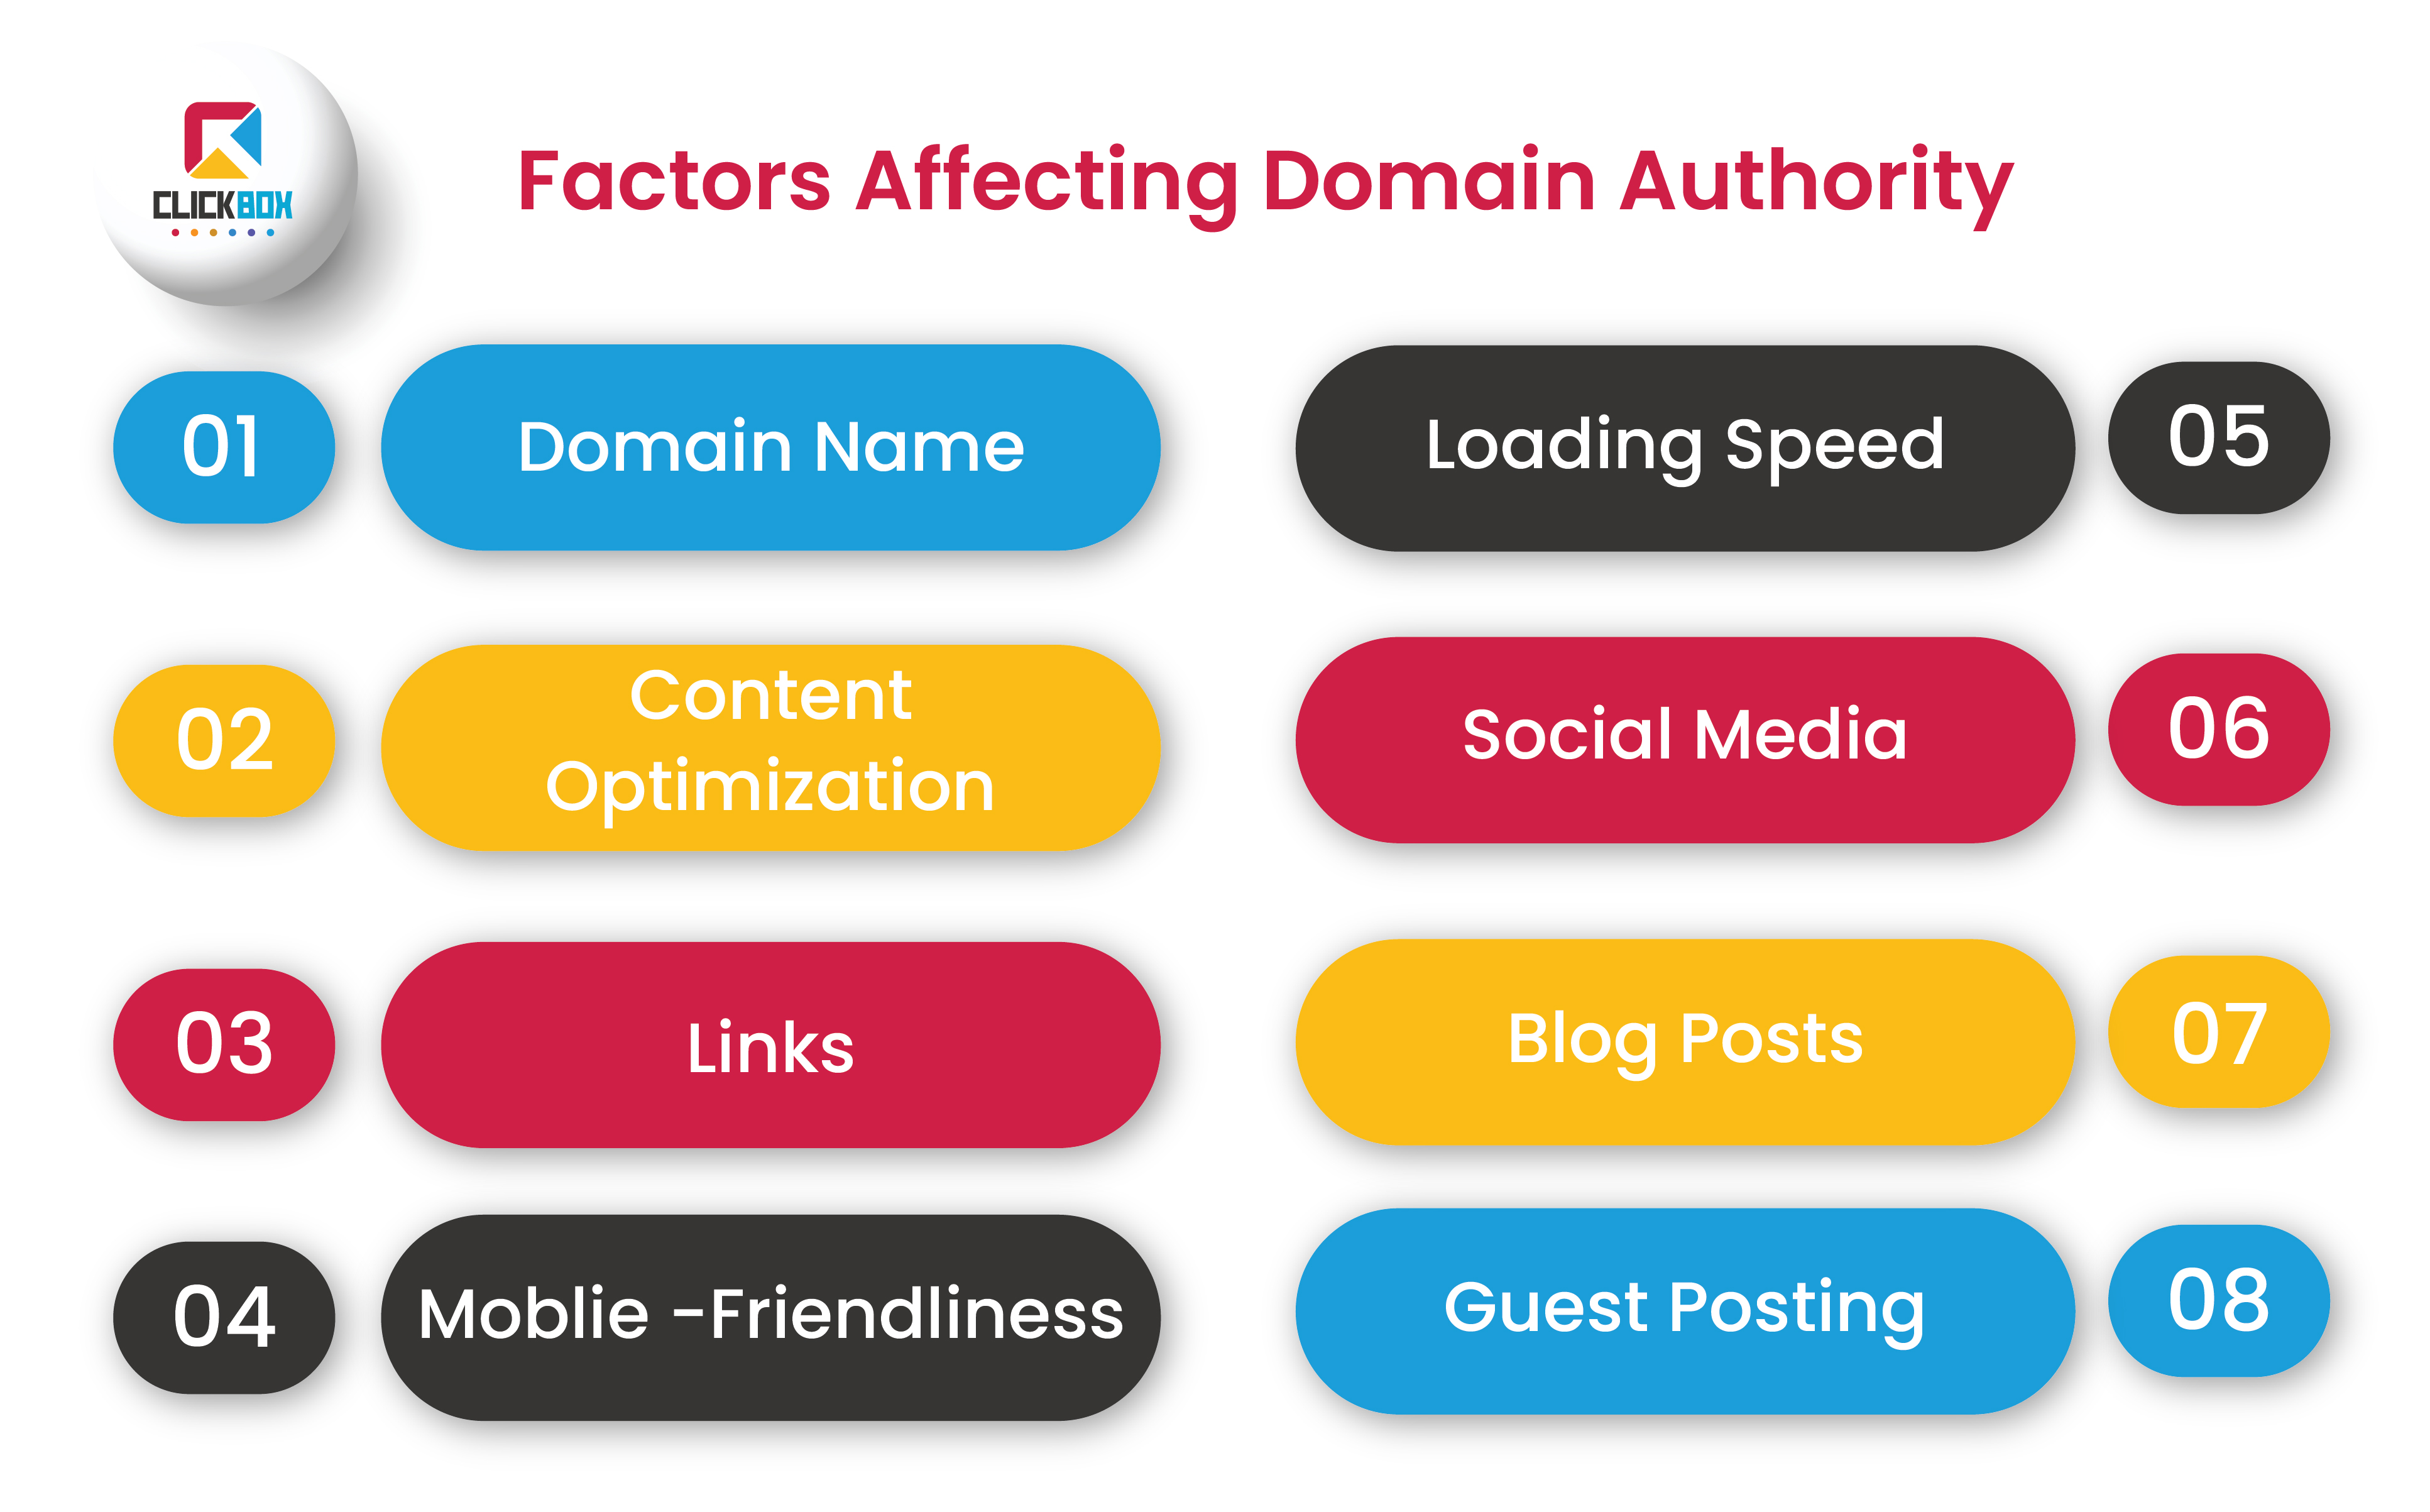 CLICKBOX
Factors Affecting Domain Authority
01
Domain Name
02
Content
Optimization
03
Links
04
Moblie -Friendliness
Loading Speed
05
Social Media
06
Blog Posts
07
Guest Posting
08